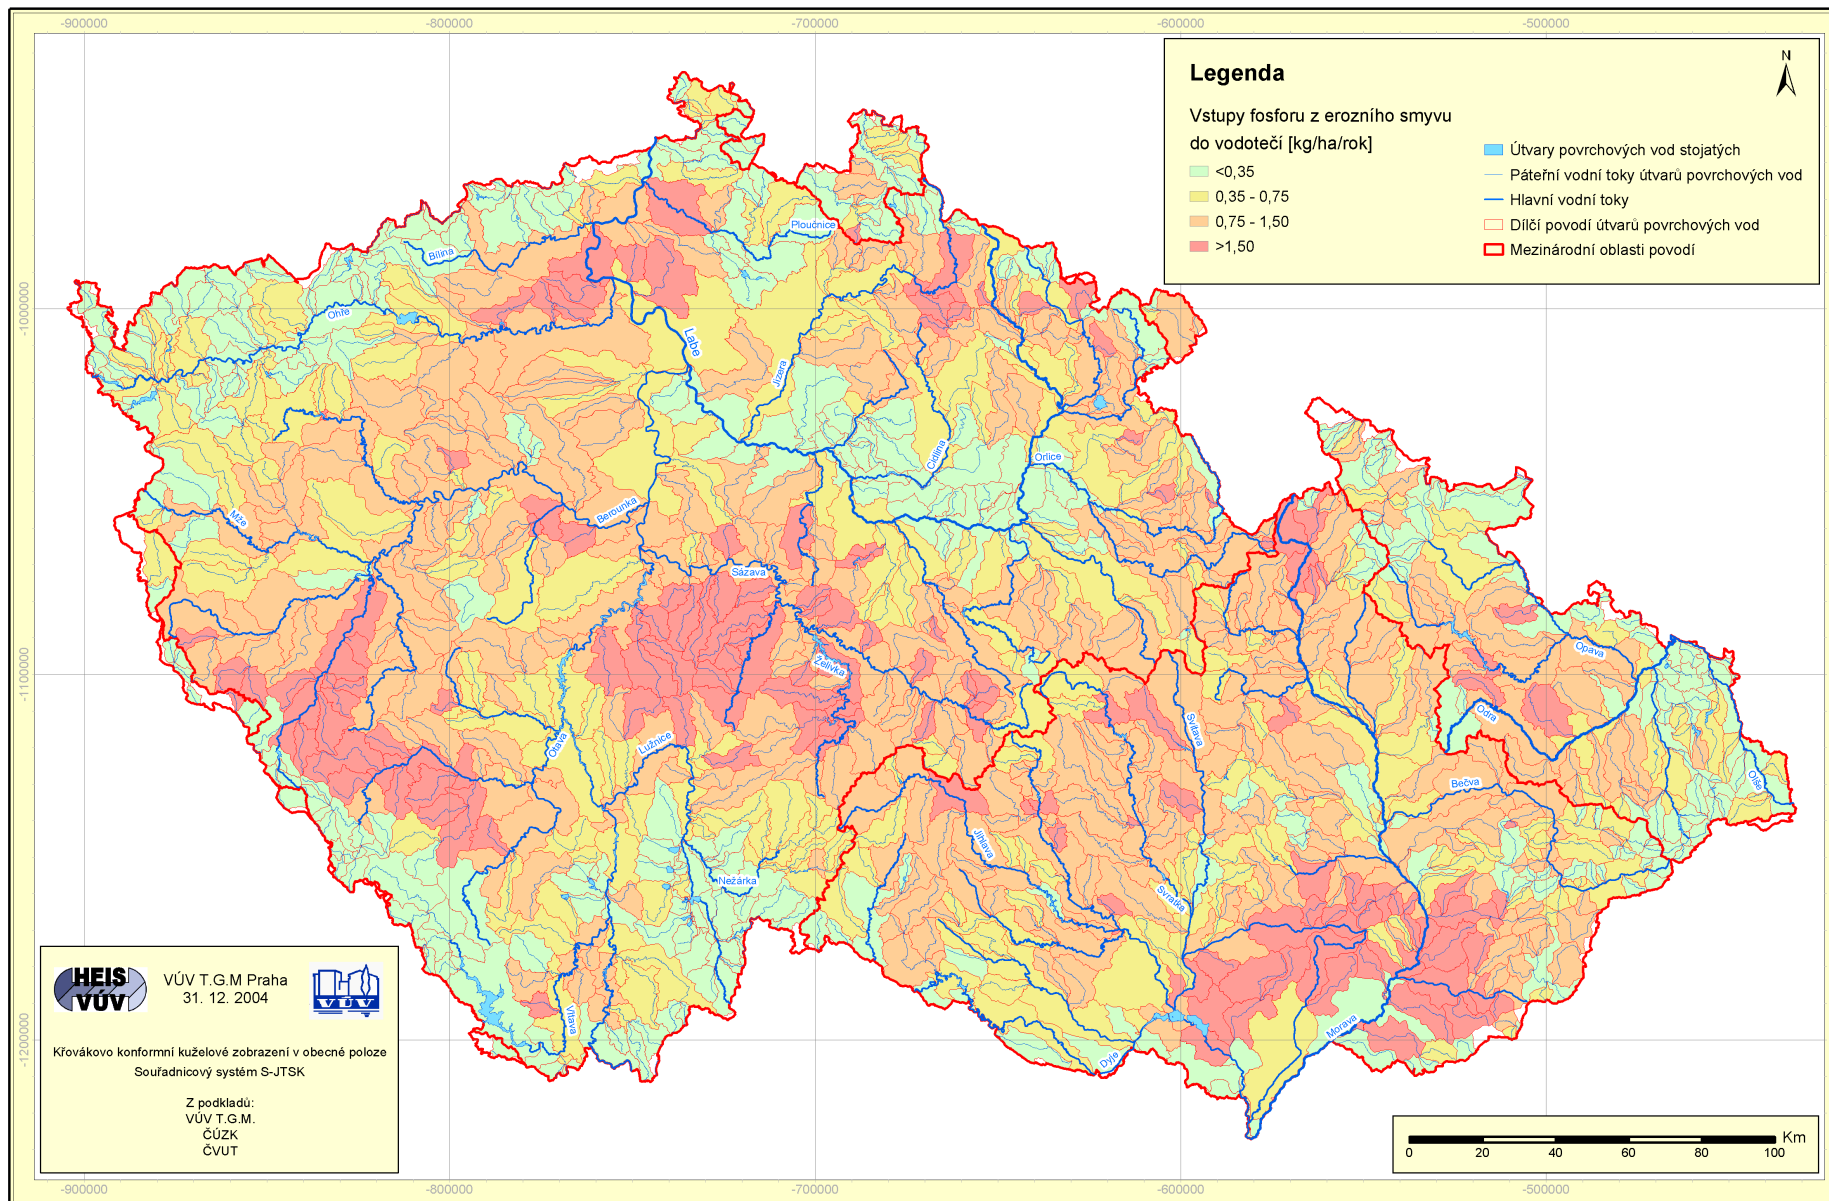 -900000
-800000
-700000
-600000
-500000
Legenda
N
Vstupy fosforu z erozního smyvu
do vodotečí [kg/ha/rok]
<0,35
0,35 - 0,75
0,75 - 1,50
>1,50
Útvary povrchových vod stojatých
Páteřní vodní toky útvarů povrchových vod
Hlavní vodní toky
Dílčí povodí útvarů povrchových vod
Mezinárodní oblasti povodí
-1000000
-1100000
-1200000
Ploučnice
Bílina
Ohře
Labe
Jizera
Cidlina
Orlice
Mže
Berounka
Sázava
Želivka
Opava
Odra
Otava
Lužnice
Svitava
Bečva
Olše
Jihlava
Nežárka
Svratka
Vltava
Morava
Dyje
HEIS
VÚV
VÚV T.G.M Praha
31. 12. 2004
VÚV
Křovákovo konformní kuželové zobrazení v obecné poloze
Souřadnicový systém S-JTSK
Z podkladů:
VÚV T.G.M.
ČÚZK
ČVUT
Km
0 20 40 60 80 100
-900000
-800000
-700000
-600000
-500000